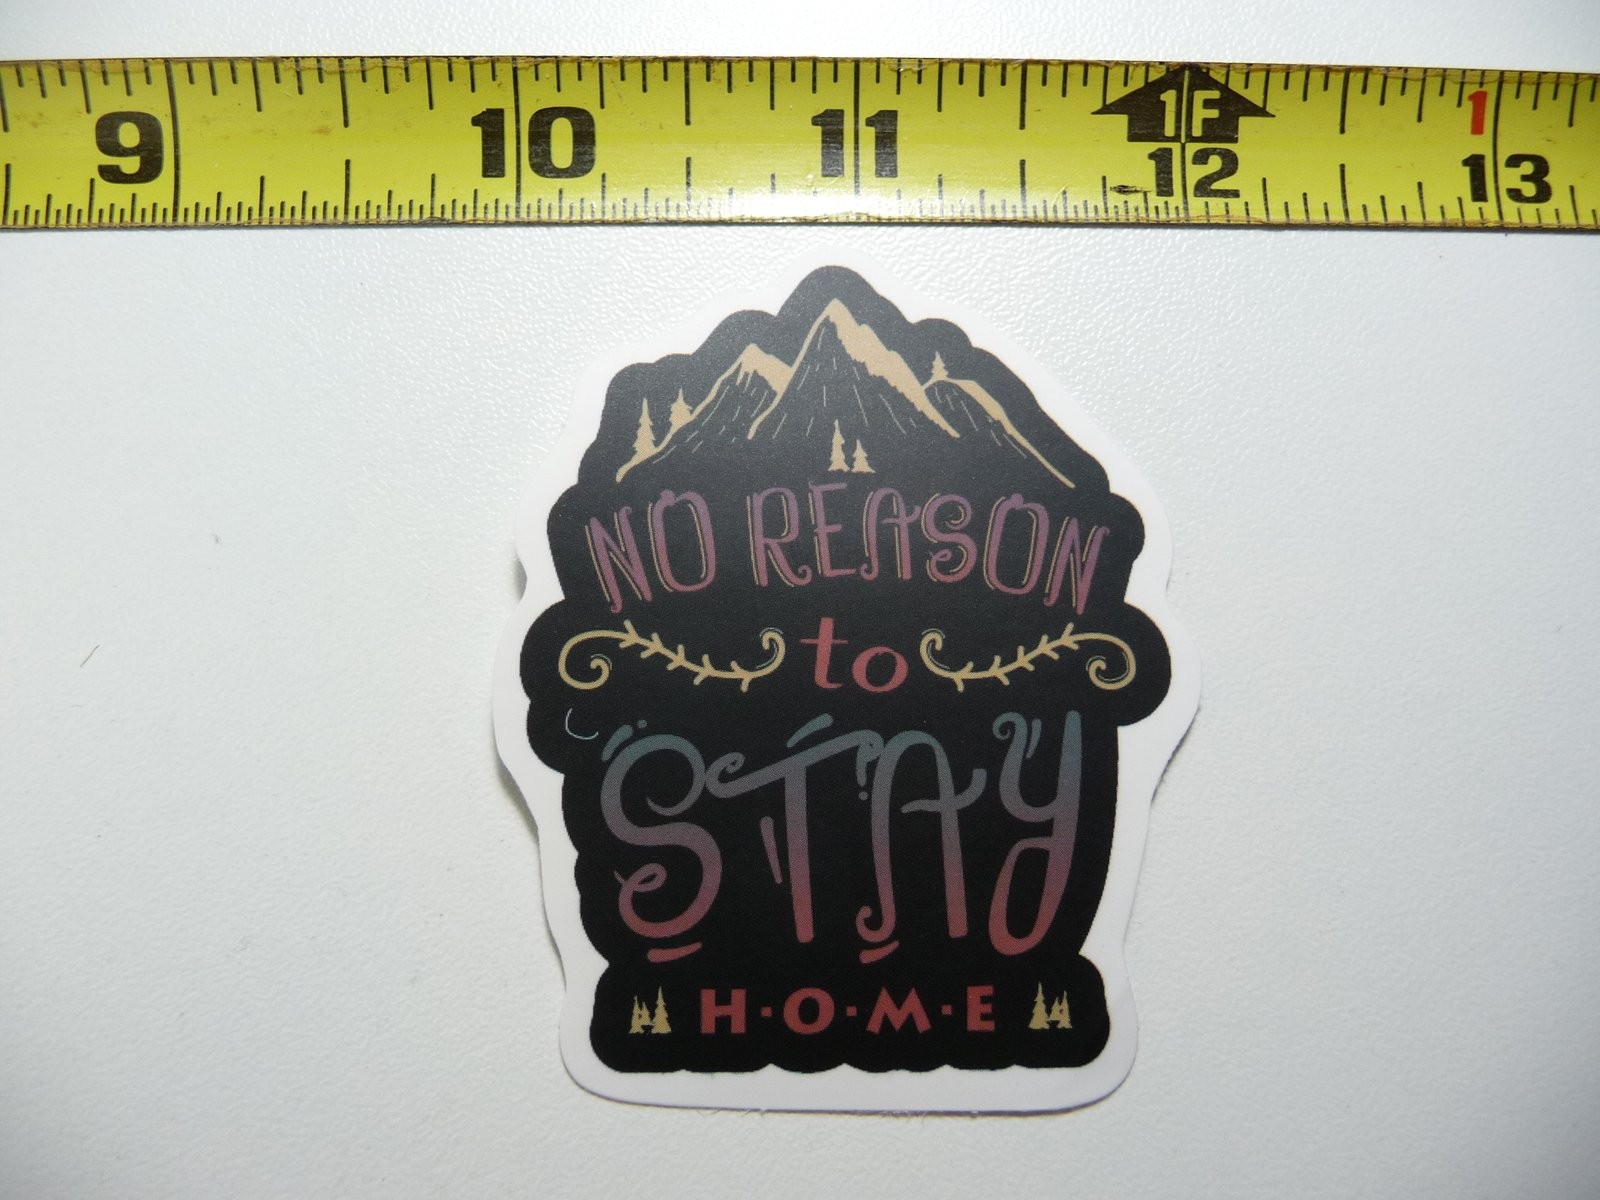 9 10 11 1F 12 1 13
NO REASON
to
STAY
H·O·M·E